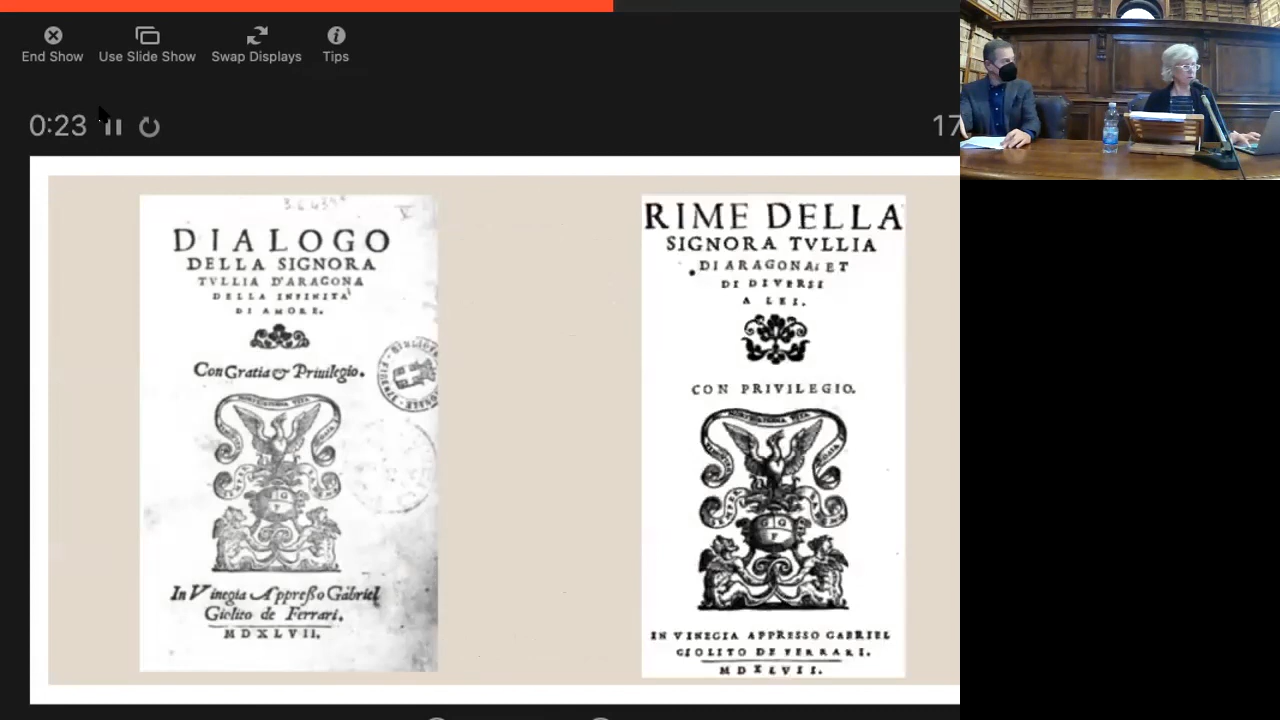 End Show
Use Slide Show
Swap Displays
Tips
0:23
17
DIALOGO
DELLA SIGNORA
TVLLIA D'ARAGONA
DELLA INFINITÀ
DI AMORE.
Con Gratia & Priuilegio.
G G
F
In Vinegia Appreßo Gabriel
Giolito de Ferrari.
MDXLVII.
RIME DELLA
SIGNORA TVLLIA
DI ARAGONA; ET
DI DIVERSI
A LEI.
CON PRIVILEGIO.
G G
F
IN VINEGIA APPRESSO GABRIEL
GIOLITO DE FERRARI.
MDXLVII.